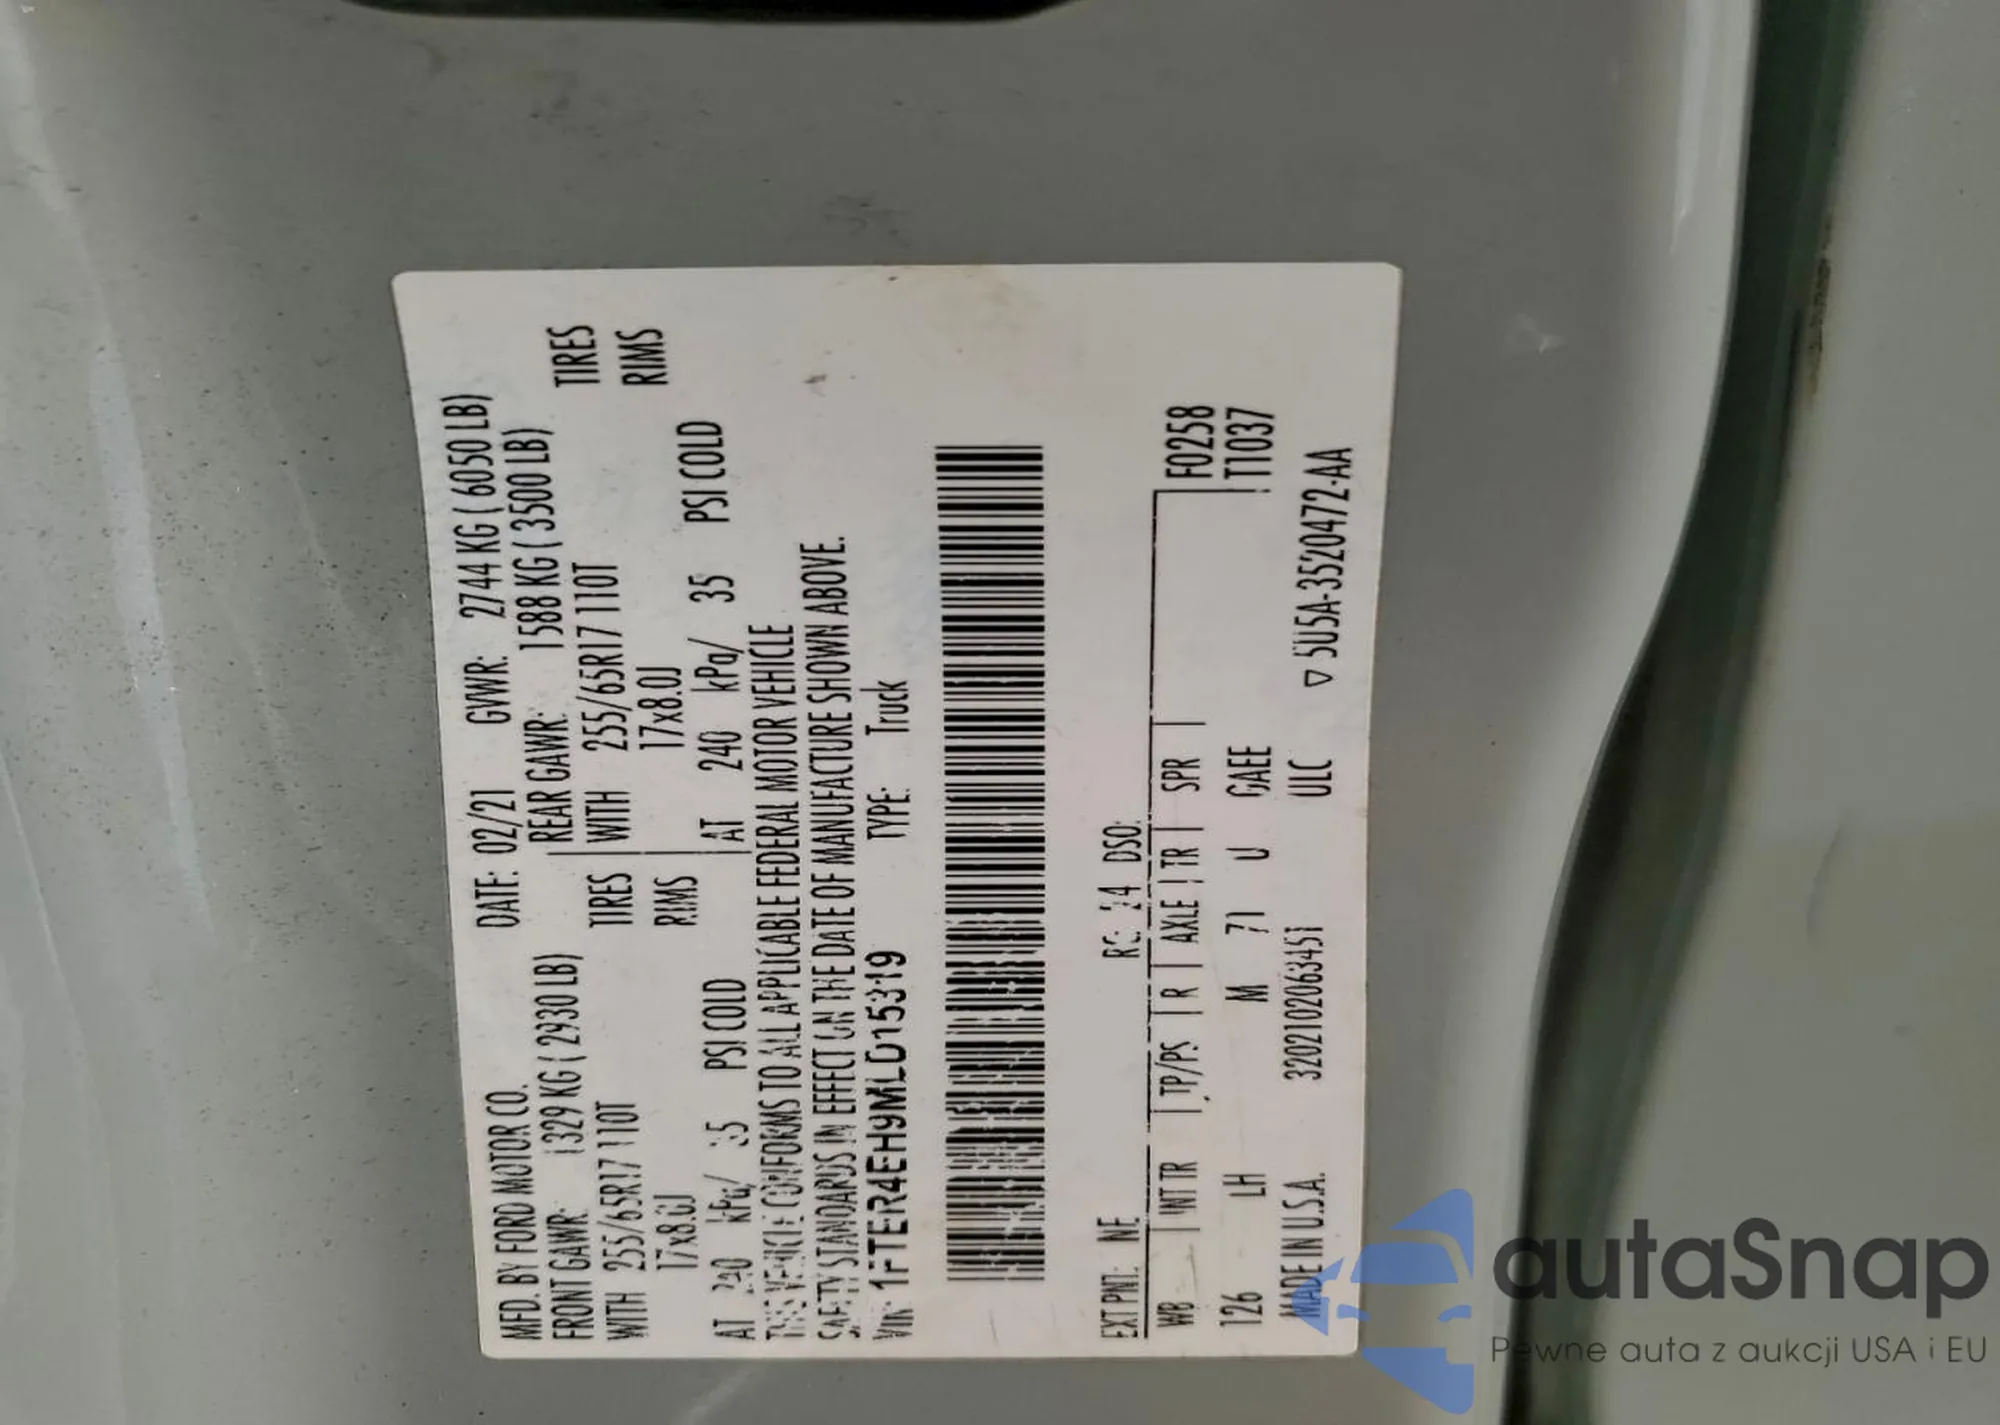 MFD. BY FORD MOTOR CO. DATE: 02/21 GVWR: 2744 KG ( 6050 LB)
FRONT GAWR: 1329 KG ( 2930 LB) REAR GAWR: 1588 KG ( 3500 LB)
WITH 255/65R17 110T TIRES WITH 255/65R17 110T TIRES
17x8.0J RIMS 17x8.0J RIMS
AT 240 kPa/ 35 PSI COLD AT 240 kPa/ 35 PSI COLD
THIS VEHICLE CONFORMS TO ALL APPLICABLE FEDERAL MOTOR VEHICLE
SAFETY STANDARDS IN EFFECT ON THE DATE OF MANUFACTURE SHOWN ABOVE.
VIN: 1FTER4EH9MLD15319 TYPE: Truck
EXT PNT: NE RC: 24 DSO:
WB INT TR TP/PS R AXLE TR SPR F0258
126 LH M 71 U GAEE T1037
MADE IN U.S.A. 3202102063451 ULC ▽ 5U5A-3520472-AA
autaSnap
Pewne auta z aukcji USA i EU